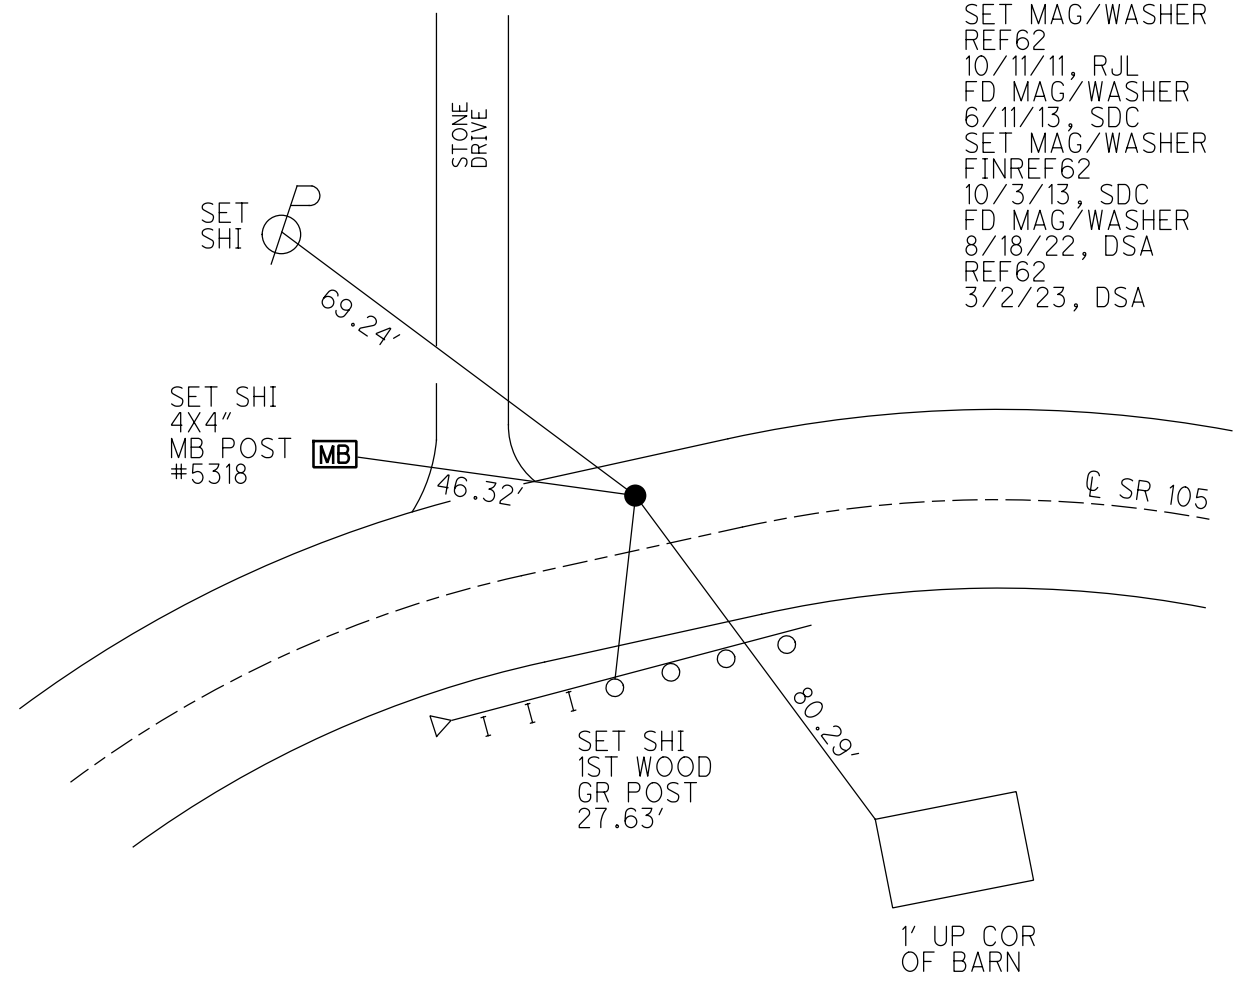 SET MAG/WASHER
REF62
10/11/11, RJL
FD MAG/WASHER
6/11/13, SDC
SET MAG/WASHER
FINREF62
10/3/13, SDC
FD MAG/WASHER
8/18/22, DSA
REF62
3/2/23, DSA
STONE
DRIVE
SET
SHI
69.24'
SET SHI
4X4"
MB POST
#5318
MB
46.32'
℄ SR 105
80.29'
SET SHI
1ST WOOD
GR POST
27.63'
1' UP COR
OF BARN